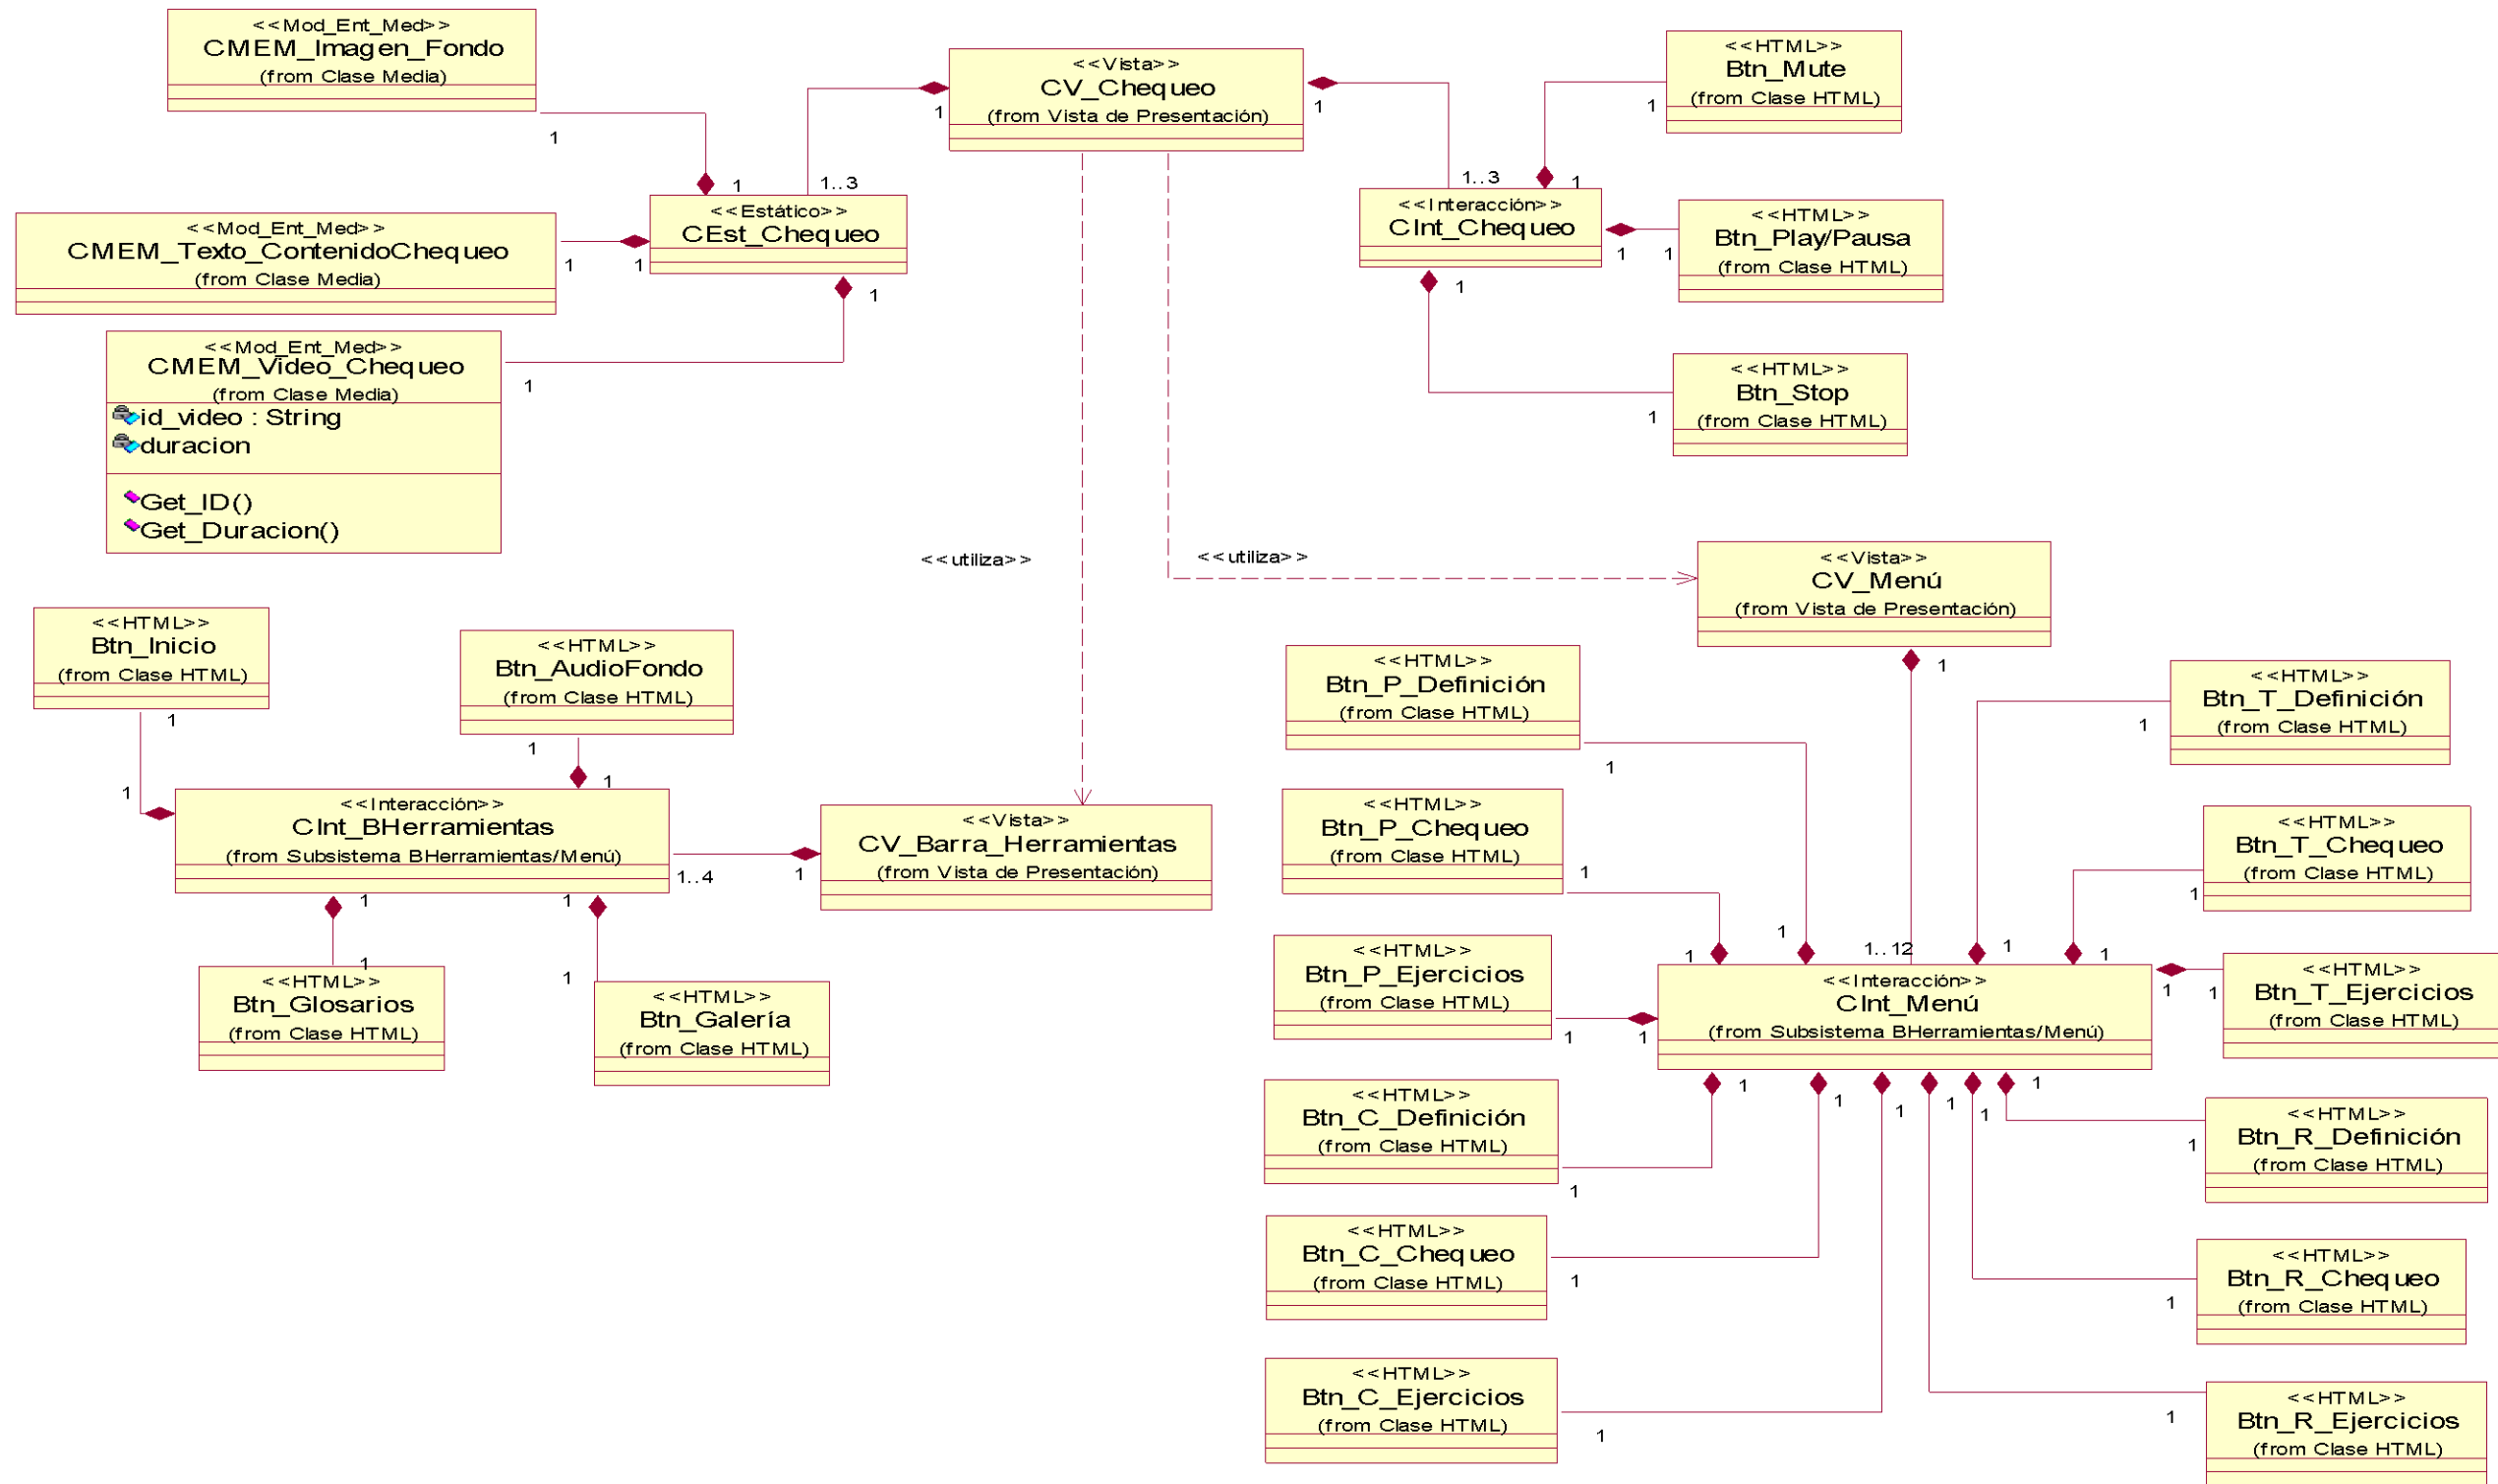 <<Mod_Ent_Med>>
CMEM_Imagen_Fondo
(from Clase Media)
1
1
<<Vista>>
CV_Chequeo
(from Vista de Presentación)
1
1
1..3
1..3
<<HTML>>
Btn_Mute
(from Clase HTML)
1
1
<<Mod_Ent_Med>>
CMEM_Texto_ContenidoChequeo
(from Clase Media)
1
1
<<Estático>>
CEst_Chequeo
1
<<Interacción>>
CInt_Chequeo
1
1
1
<<HTML>>
Btn_Play/Pausa
(from Clase HTML)
<<Mod_Ent_Med>>
CMEM_Video_Chequeo
(from Clase Media)
id_video : String
duracion
Get_ID()
Get_Duracion()
1
<<HTML>>
Btn_Stop
(from Clase HTML)
1
<<utiliza>>
<<utiliza>>
<<Vista>>
CV_Menú
(from Vista de Presentación)
1
<<HTML>>
Btn_Inicio
(from Clase HTML)
1
1
<<HTML>>
Btn_AudioFondo
(from Clase HTML)
1
1
<<Interacción>>
CInt_BHerramientas
(from Subsistema BHerramientas/Menú)
1..4
1
<<Vista>>
CV_Barra_Herramientas
(from Vista de Presentación)
1
1
1
1
<<HTML>>
Btn_Glosarios
(from Clase HTML)
<<HTML>>
Btn_Galería
(from Clase HTML)
<<HTML>>
Btn_P_Definición
(from Clase HTML)
1
<<HTML>>
Btn_T_Definición
(from Clase HTML)
1
<<HTML>>
Btn_P_Chequeo
(from Clase HTML)
1
<<HTML>>
Btn_T_Chequeo
(from Clase HTML)
1
1
1
1..12
1
1
<<HTML>>
Btn_P_Ejercicios
(from Clase HTML)
1
1
<<Interacción>>
CInt_Menú
(from Subsistema BHerramientas/Menú)
1
1
<<HTML>>
Btn_T_Ejercicios
(from Clase HTML)
1
1
1
1
1
1
<<HTML>>
Btn_C_Definición
(from Clase HTML)
1
<<HTML>>
Btn_R_Definición
(from Clase HTML)
1
<<HTML>>
Btn_C_Chequeo
(from Clase HTML)
1
<<HTML>>
Btn_R_Chequeo
(from Clase HTML)
1
<<HTML>>
Btn_C_Ejercicios
(from Clase HTML)
1
<<HTML>>
Btn_R_Ejercicios
(from Clase HTML)
1